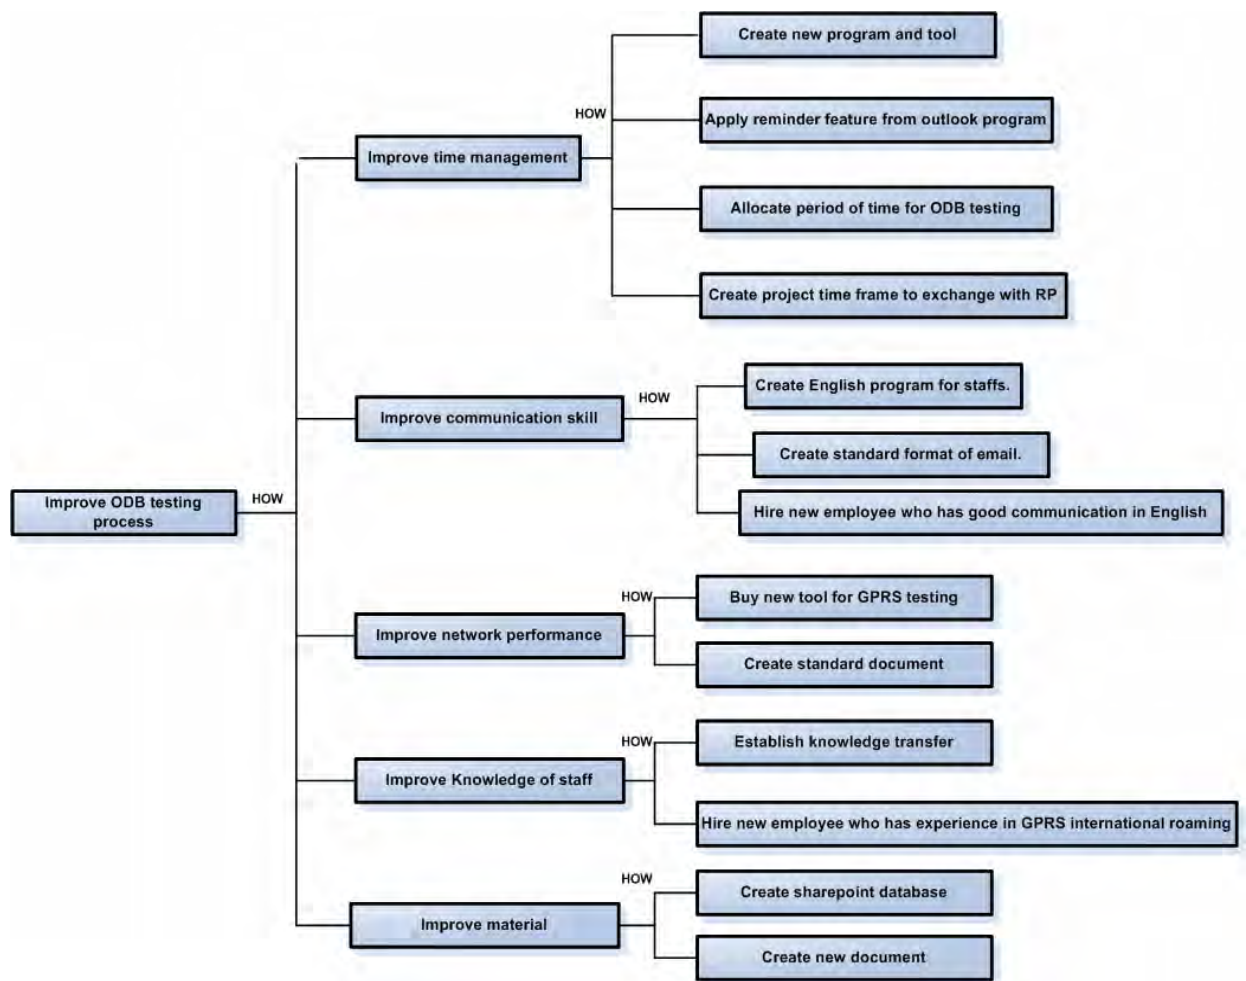 Create new program and tool
HOW
Apply reminder feature from outlook program
Improve time management
Allocate period of time for ODB testing
Create project time frame to exchange with RP
Create English program for staffs.
HOW
Improve communication skill
Create standard format of email.
Improve ODB testing
process
HOW
Hire new employee who has good communication in English
HOW
Buy new tool for GPRS testing
Improve network performance
Create standard document
HOW
Establish knowledge transfer
Improve Knowledge of staff
Hire new employee who has experience in GPRS international roaming
HOW
Create sharepoint database
Improve material
Create new document